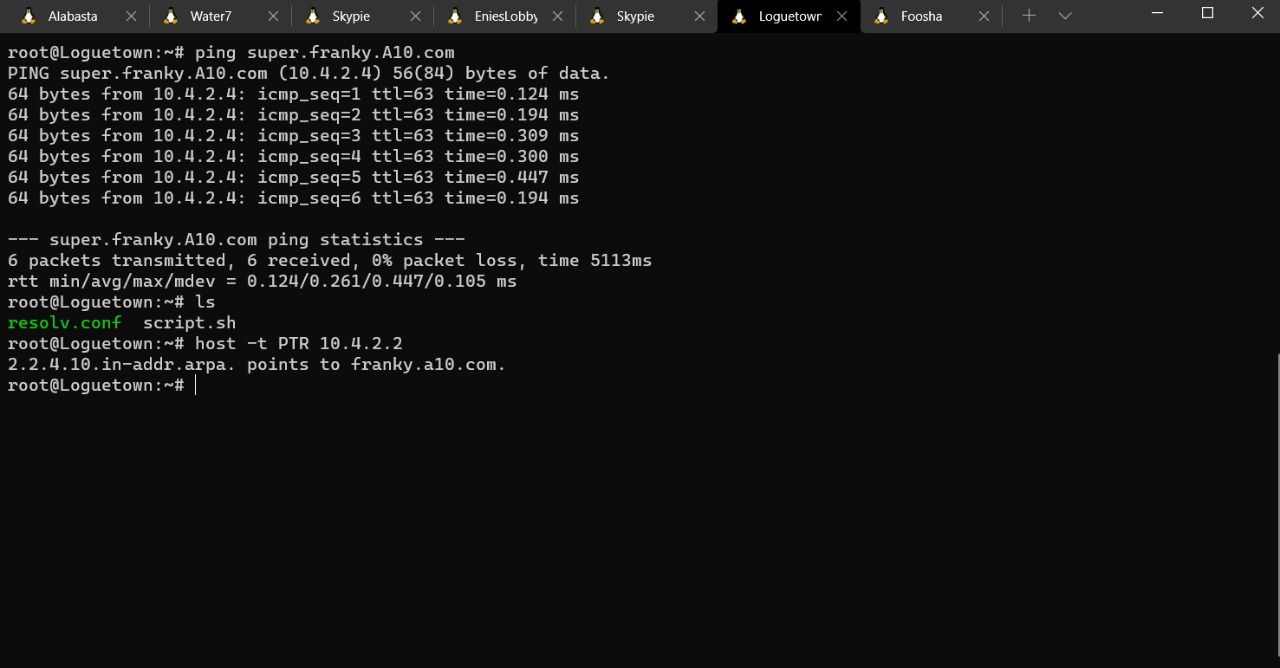 Alabasta Water7 Skypie EniesLobby Skypie Loguetown Foosha
root@Loguetown:~# ping super.franky.A10.com
PING super.franky.A10.com (10.4.2.4) 56(84) bytes of data.
64 bytes from 10.4.2.4: icmp_seq=1 ttl=63 time=0.124 ms
64 bytes from 10.4.2.4: icmp_seq=2 ttl=63 time=0.194 ms
64 bytes from 10.4.2.4: icmp_seq=3 ttl=63 time=0.309 ms
64 bytes from 10.4.2.4: icmp_seq=4 ttl=63 time=0.300 ms
64 bytes from 10.4.2.4: icmp_seq=5 ttl=63 time=0.447 ms
64 bytes from 10.4.2.4: icmp_seq=6 ttl=63 time=0.194 ms
--- super.franky.A10.com ping statistics ---
6 packets transmitted, 6 received, 0% packet loss, time 5113ms
rtt min/avg/max/mdev = 0.124/0.261/0.447/0.105 ms
root@Loguetown:~# ls
resolv.conf  script.sh
root@Loguetown:~# host -t PTR 10.4.2.2
2.2.4.10.in-addr.arpa. points to franky.a10.com.
root@Loguetown:~#